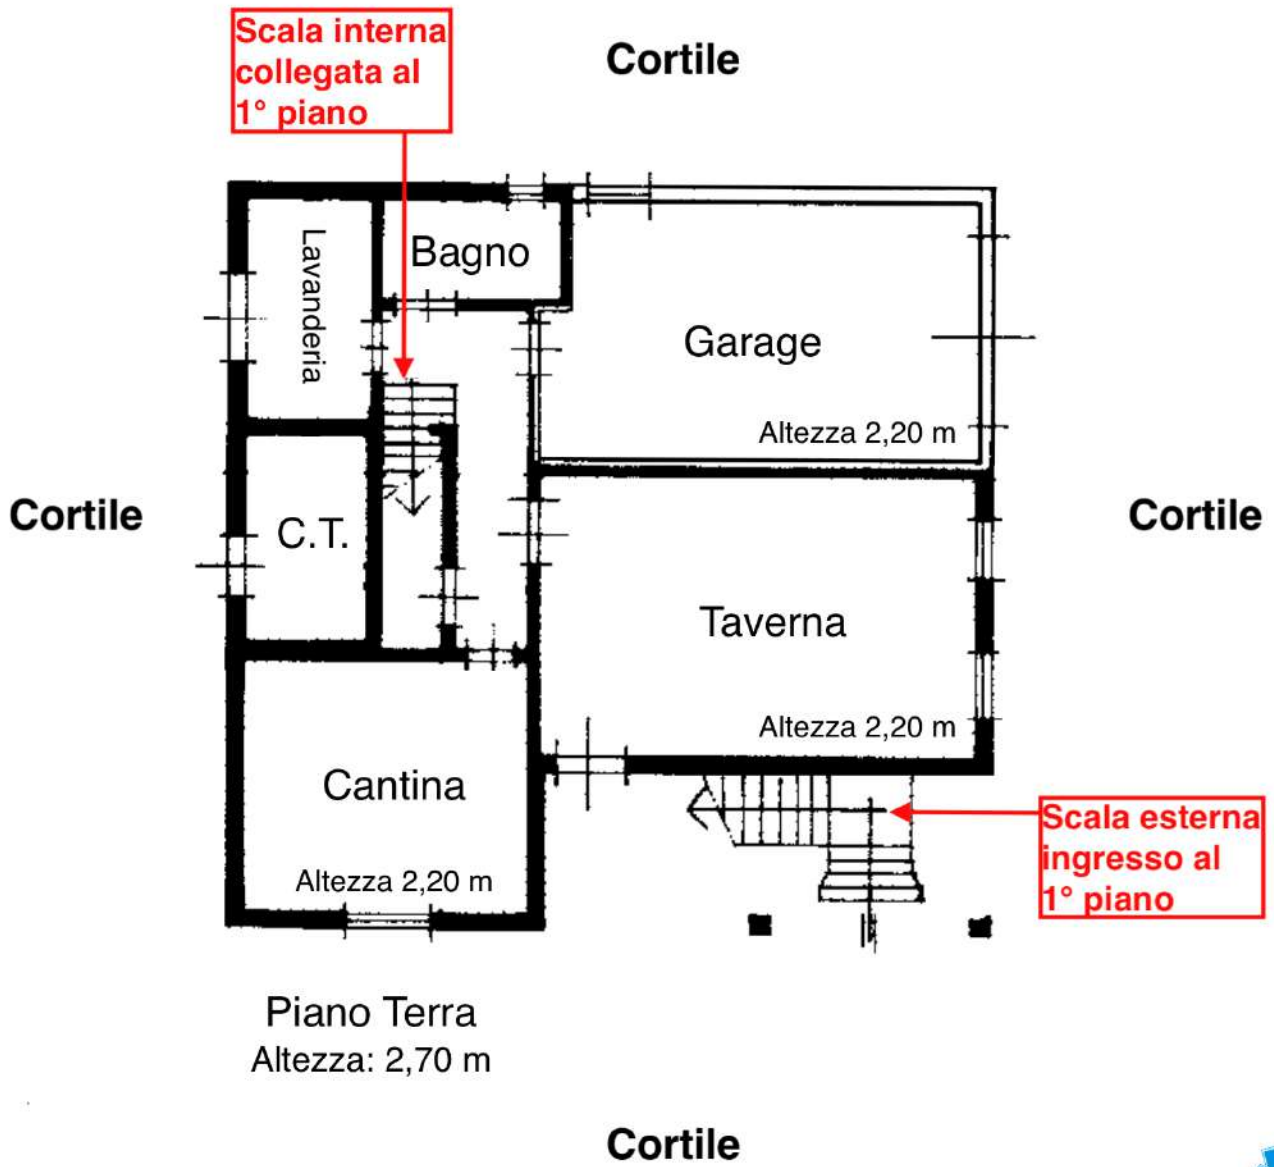 Scala interna
collegata al
1° piano
Cortile
Lavanderia
Bagno
Garage
Altezza 2,20 m
Cortile
C.T.
Cortile
Taverna
Altezza 2,20 m
Cantina
Altezza 2,20 m
Scala esterna
ingresso al
1° piano
Piano Terra
Altezza: 2,70 m
Cortile